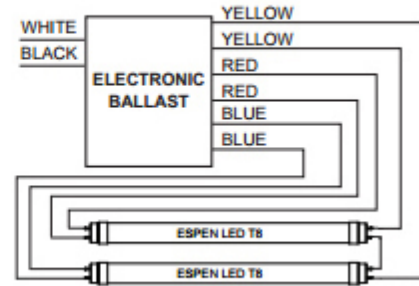 WHITE
BLACK
ELECTRONIC
BALLAST
YELLOW
YELLOW
RED
RED
BLUE
BLUE
ESPEN LED T8
ESPEN LED T8